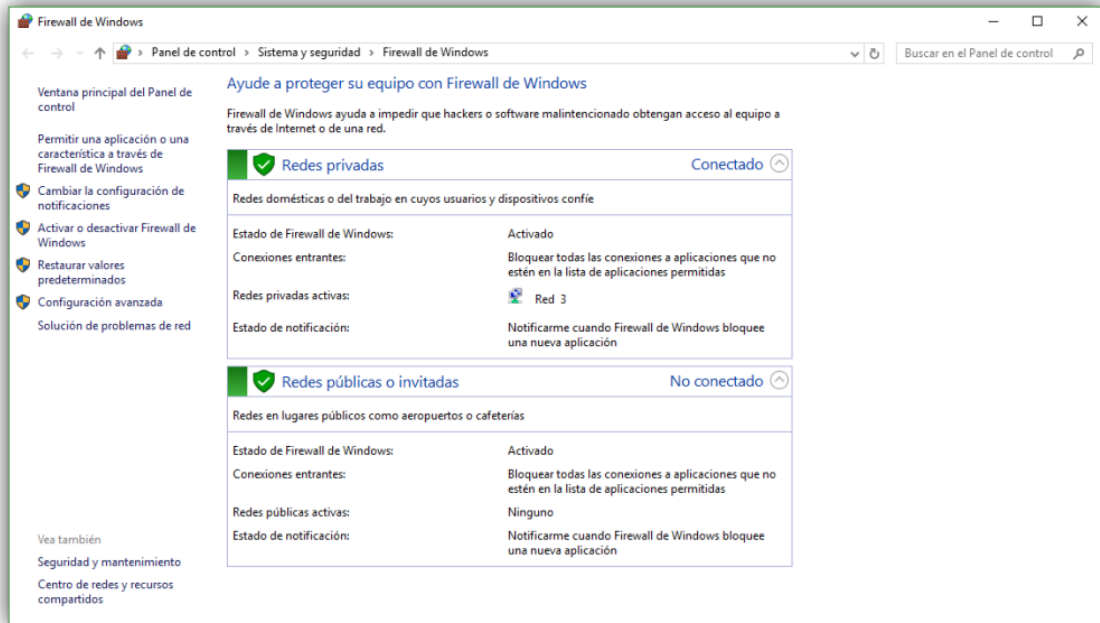 Firewall de Windows
Panel de control > Sistema y seguridad > Firewall de Windows
Buscar en el Panel de control
Ventana principal del Panel de
control
Permitir una aplicación o una
característica a través de
Firewall de Windows
Cambiar la configuración de
notificaciones
Activar o desactivar Firewall de
Windows
Restaurar valores
predeterminados
Configuración avanzada
Solución de problemas de red
Ayude a proteger su equipo con Firewall de Windows
Firewall de Windows ayuda a impedir que hackers o software malintencionado obtengan acceso al equipo a
través de Internet o de una red.
Redes privadas Conectado
Redes domésticas o del trabajo en cuyos usuarios y dispositivos confíe
Estado de Firewall de Windows: Activado
Conexiones entrantes: Bloquear todas las conexiones a aplicaciones que no
estén en la lista de aplicaciones permitidas
Redes privadas activas: Red 3
Estado de notificación: Notificarme cuando Firewall de Windows bloquee
una nueva aplicación
Redes públicas o invitadas No conectado
Redes en lugares públicos como aeropuertos o cafeterías
Estado de Firewall de Windows: Activado
Conexiones entrantes: Bloquear todas las conexiones a aplicaciones que no
estén en la lista de aplicaciones permitidas
Redes públicas activas: Ninguno
Estado de notificación: Notificarme cuando Firewall de Windows bloquee
una nueva aplicación
Vea también
Seguridad y mantenimiento
Centro de redes y recursos
compartidos